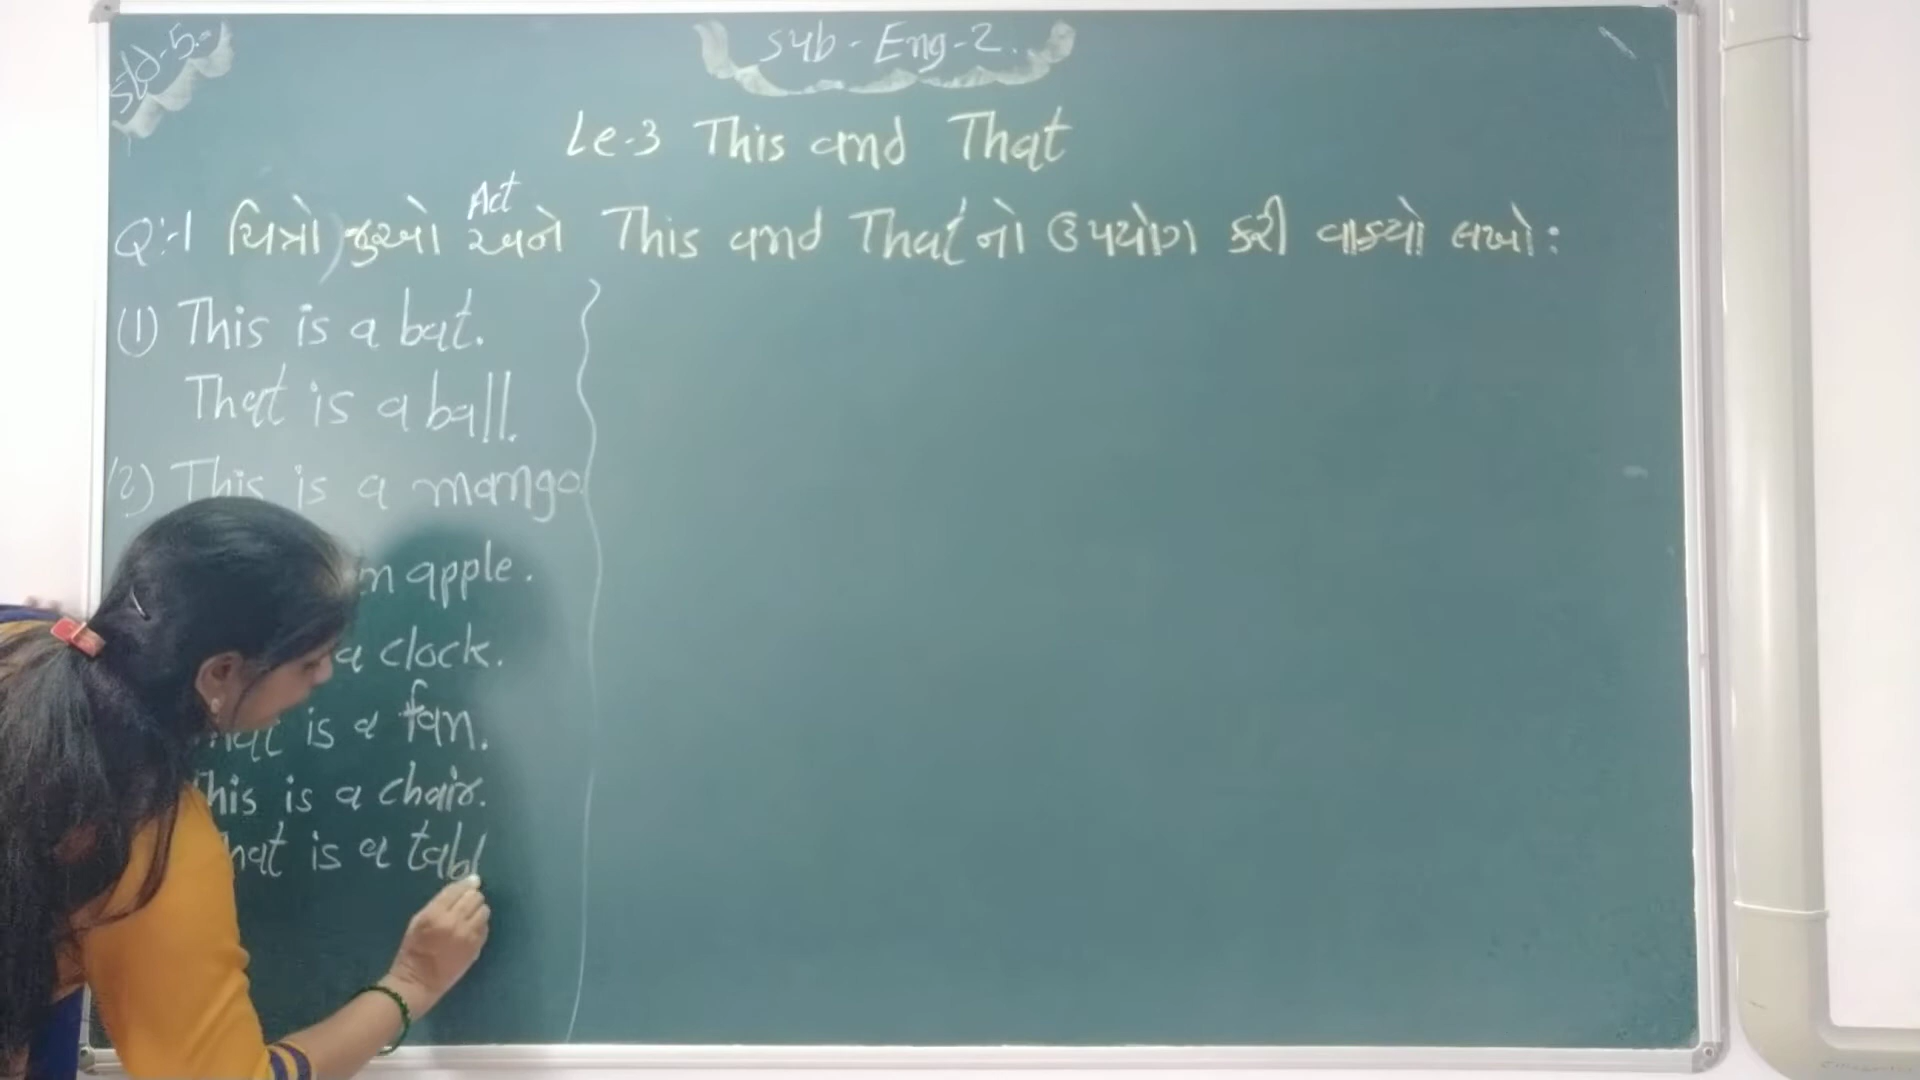 Std-5.
Sub - Eng-2.
Le-3 This and That
Act
Q:-1 ચિત્રો જુઓ અને This and That નો ઉપયોગ કરી વાક્યો લખો:
(1) This is a bat.
That is a ball.
(2) This is a mango.
apple.
a clock.
is a fan.
is a chair.
is a tabl